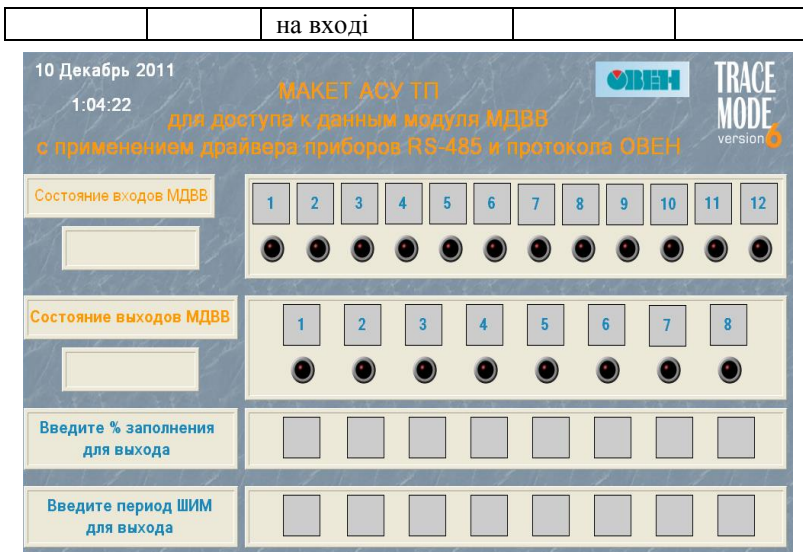 на вході
10 Декабрь 2011
1:04:22
МАКЕТ АСУ ТП
для доступа к данным модуля МДВВ
с применением драйвера приборов RS-485 и протокола ОВЕН
ОВЕН
TRACE
MODE
version 6
Состояние входов МДВВ
1 2 3 4 5 6 7 8 9 10 11 12
Состояние выходов МДВВ
1 2 3 4 5 6 7 8
Введите % заполнения
для выхода
Введите период ШИМ
для выхода